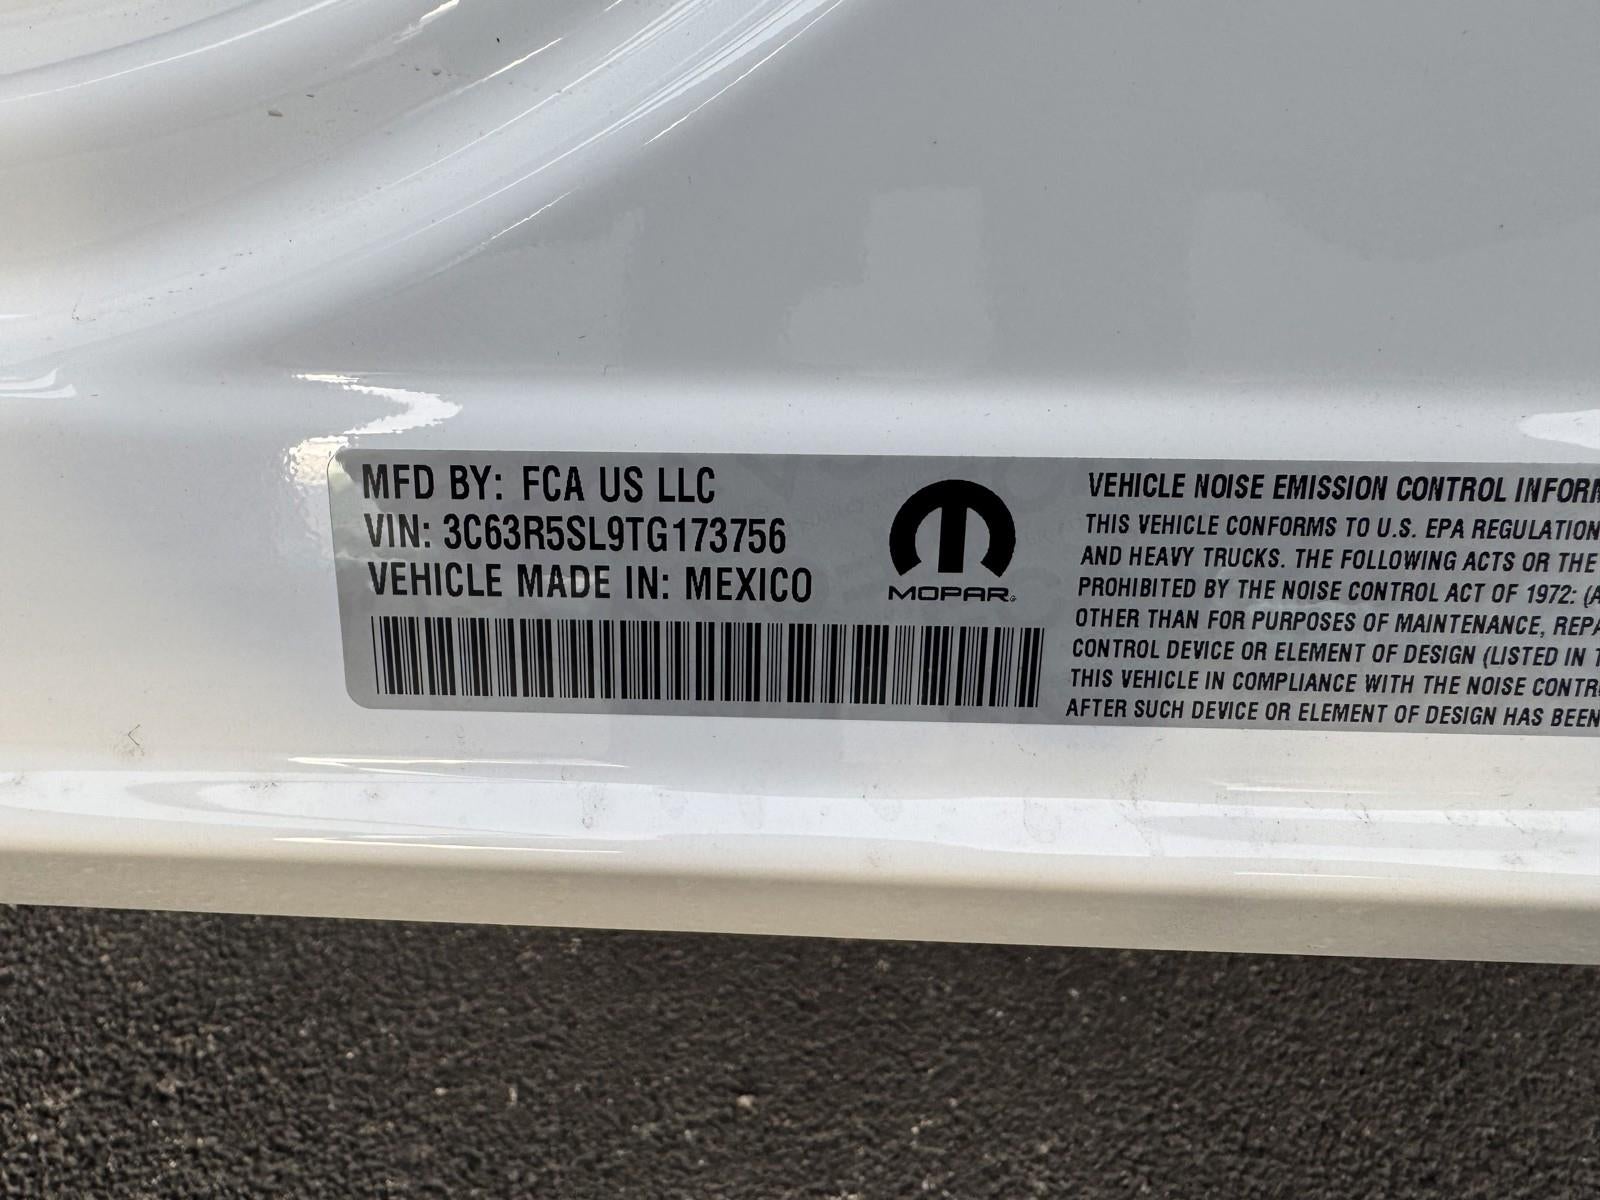 MFD BY: FCA US LLC
VIN: 3C63R5SL9TG173756
VEHICLE MADE IN: MEXICO
MOPAR
VEHICLE NOISE EMISSION CONTROL INFORM
THIS VEHICLE CONFORMS TO U.S. EPA REGULATION
AND HEAVY TRUCKS. THE FOLLOWING ACTS OR THE
PROHIBITED BY THE NOISE CONTROL ACT OF 1972: (A
OTHER THAN FOR PURPOSES OF MAINTENANCE, REPA
CONTROL DEVICE OR ELEMENT OF DESIGN (LISTED IN T
THIS VEHICLE IN COMPLIANCE WITH THE NOISE CONTR
AFTER SUCH DEVICE OR ELEMENT OF DESIGN HAS BEEN